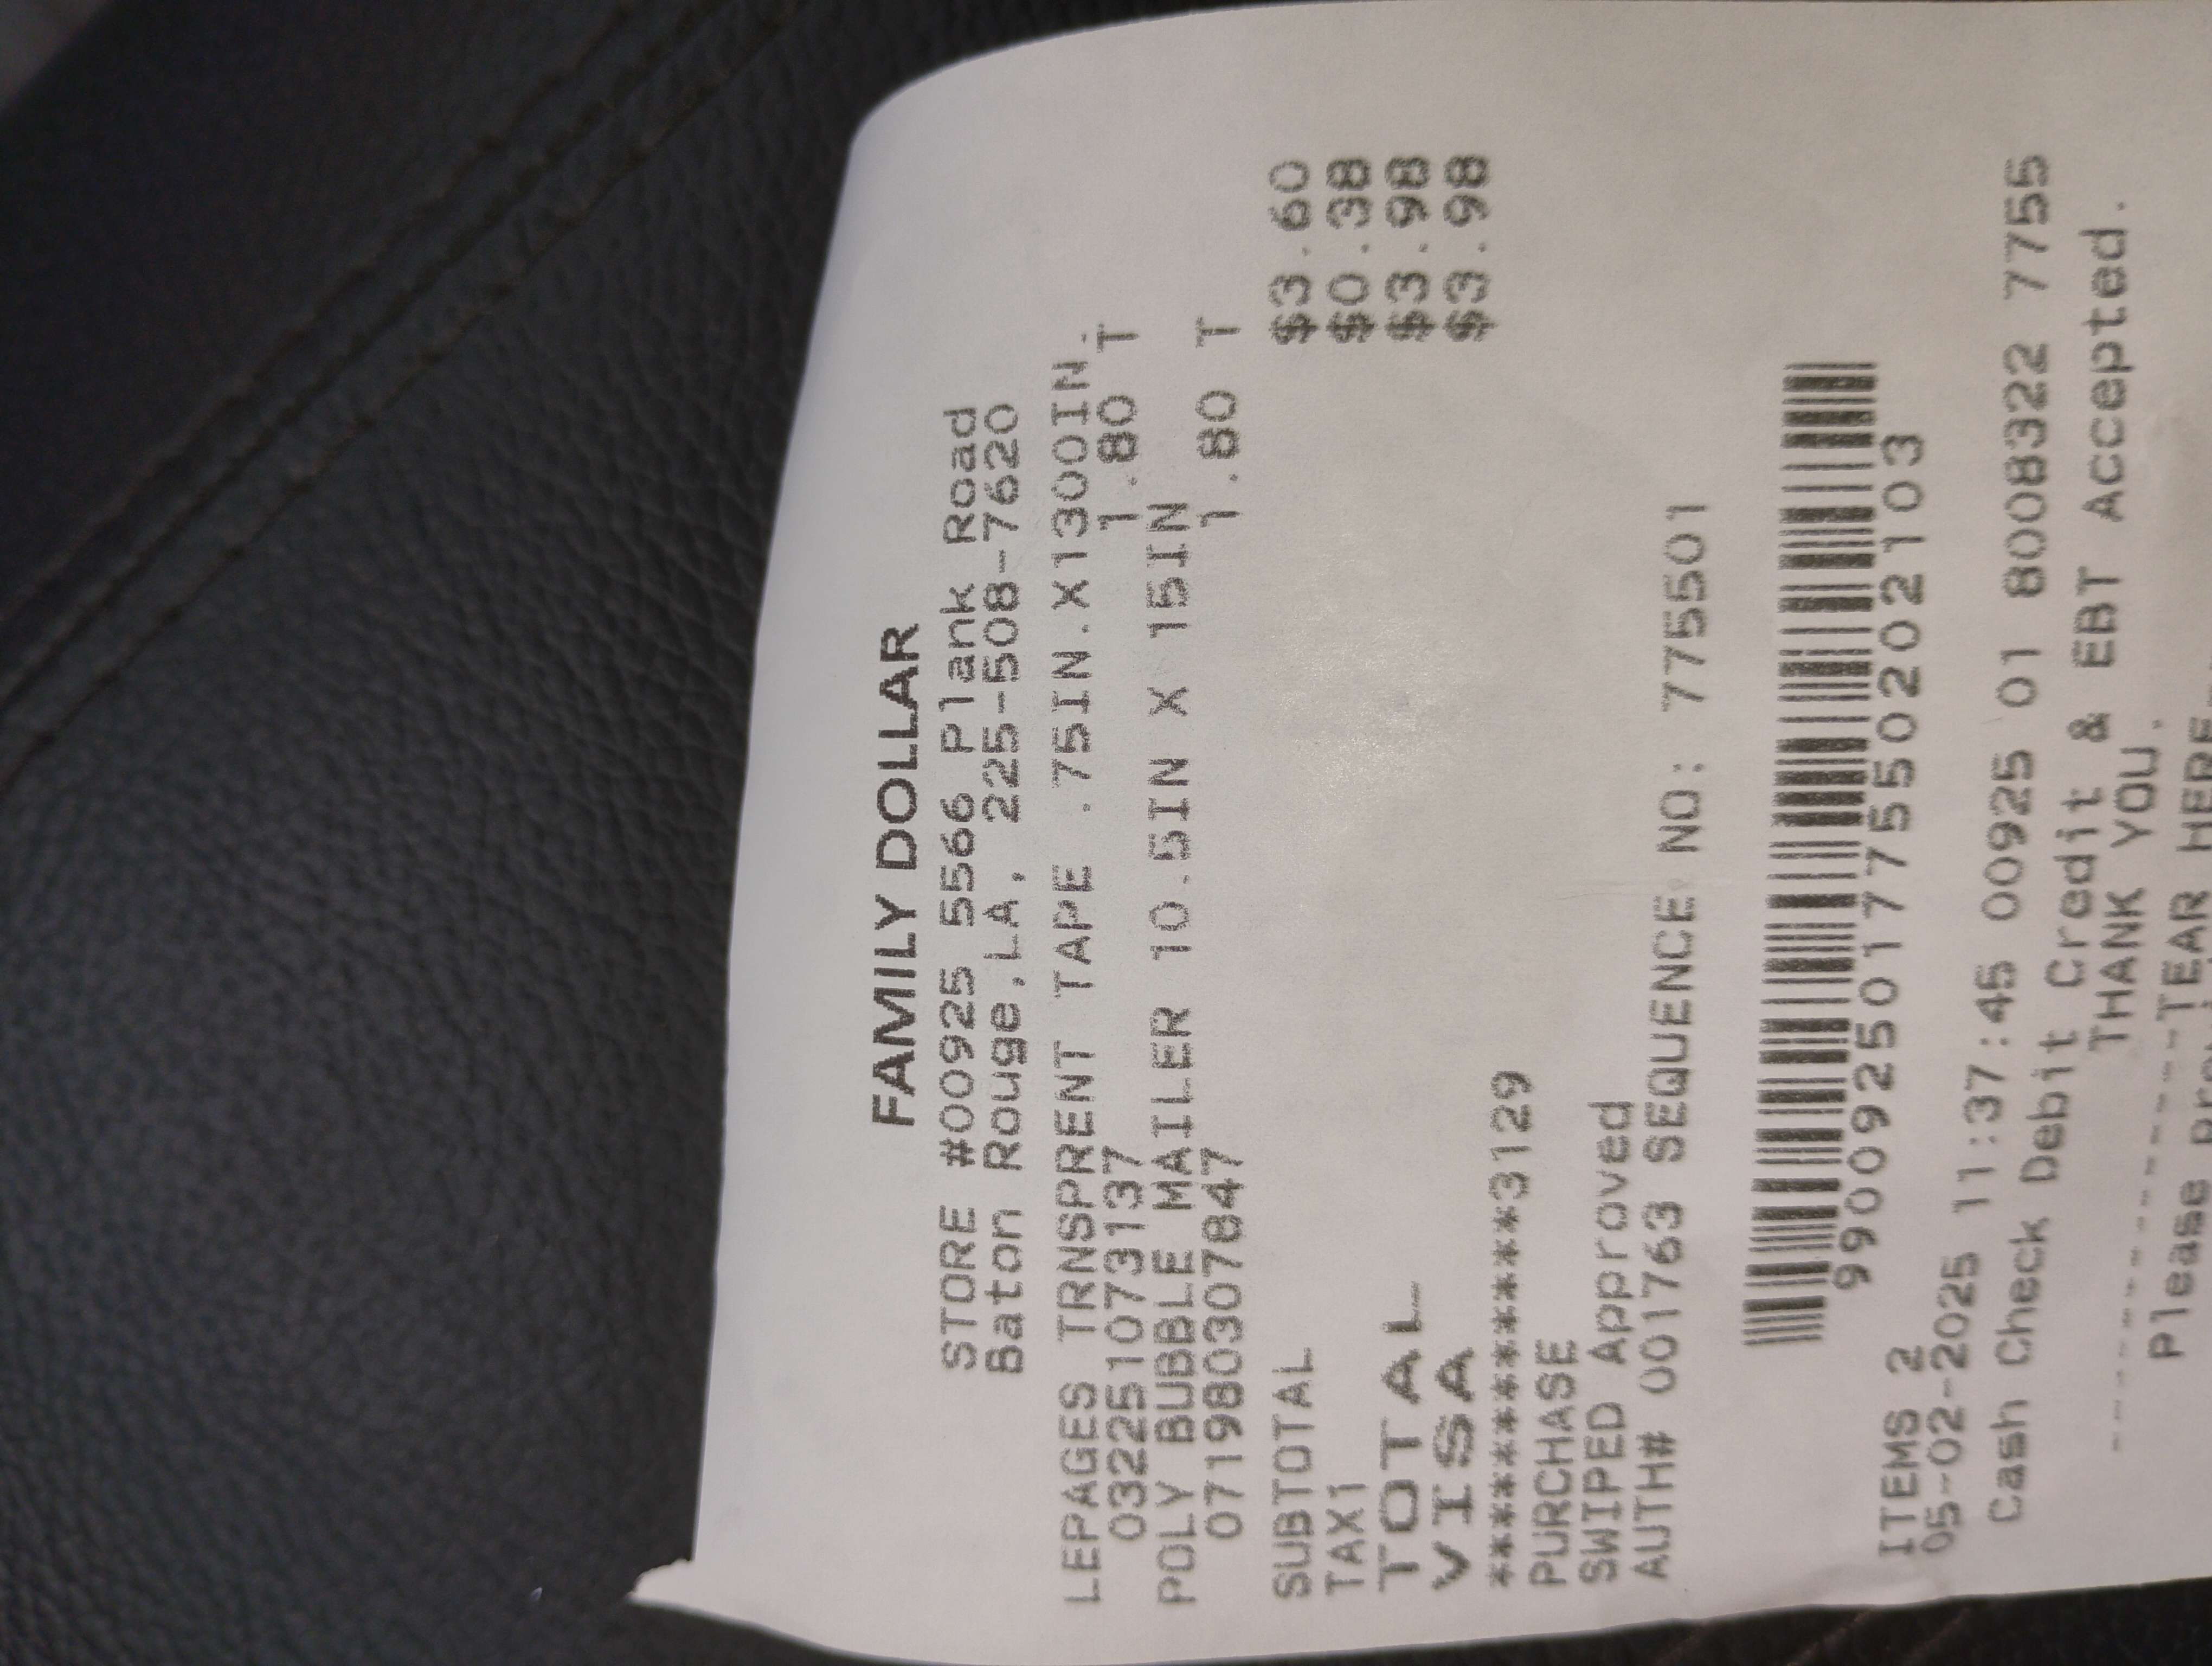 FAMILY DOLLAR
STORE #00925 5566 Plank Road
Baton Rouge,LA, 225-508-7620
LEPAGES TRNSPRENT TAPE .75IN.X1300IN.
032251073137 1.80 T
POLY BUBBLE MAILER 10.5IN X 15IN
071980307847 1.80 T
SUBTOTAL $3.60
TAX1 $0.38
TOTAL $3.98
VISA $3.98
************3129
PURCHASE
SWIPED Approved
AUTH# 001763 SEQUENCE NO: 775501
99009250177550202103
ITEMS 2
05-02-2025 11:37:45 00925 01 8008322 7755
Cash Check Debit Credit & EBT Accepted.
THANK YOU.
TEAR HERE
Please